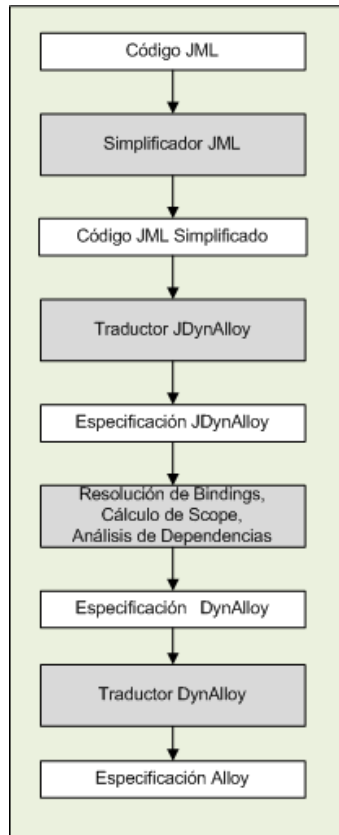 Código JML
Simplificador JML
Código JML Simplificado
Traductor JDynAlloy
Especificación JDynAlloy
Resolución de Bindings,
Cálculo de Scope,
Análisis de Dependencias
Especificación DynAlloy
Traductor DynAlloy
Especificación Alloy